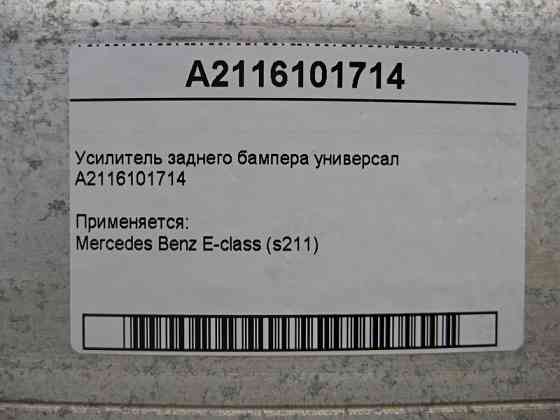 A2116101714
Усилитель заднего бампера универсал
A2116101714
Применяется:
Mercedes Benz E-class (s211)